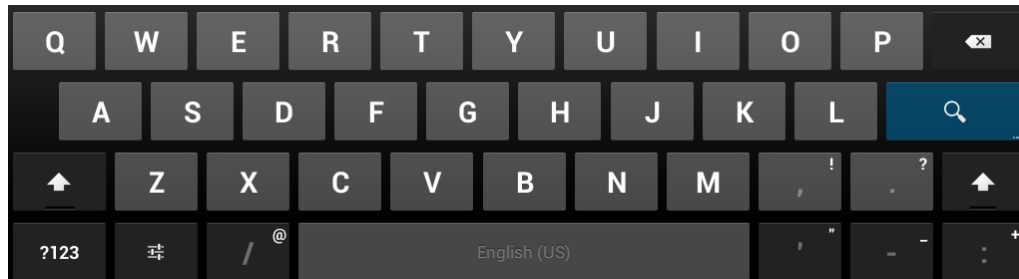 Q W E R T Y U I O P
A S D F G H J K L
Z X C V B N M , ! . ?
?123 / @ English (US) ' " - _ : +